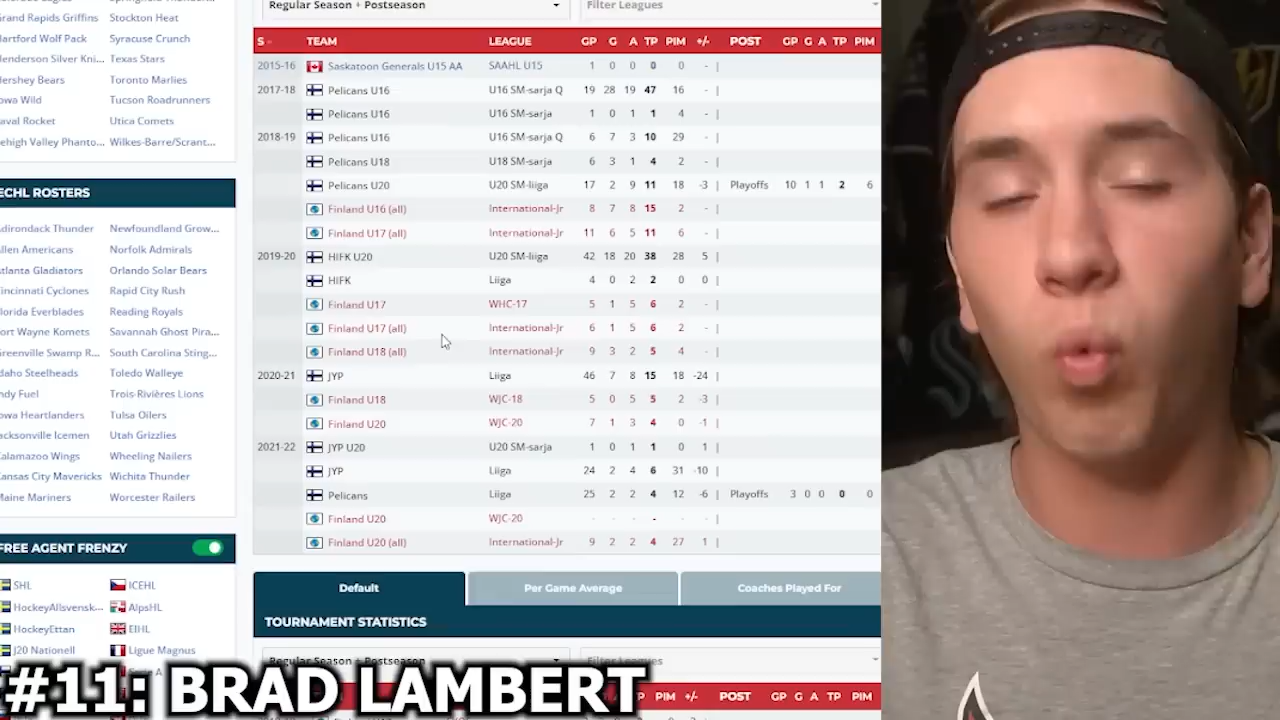 Regular Season + Postseason
Filter Leagues
Grand Rapids Griffins Stockton Heat
Hartford Wolf Pack Syracuse Crunch
Henderson Silver Kni... Texas Stars
Hershey Bears Toronto Marlies
Iowa Wild Tucson Roadrunners
Laval Rocket Utica Comets
Lehigh Valley Phanto... Wilkes-Barre/Scrant...
ECHL ROSTERS
Adirondack Thunder Newfoundland Grow...
Allen Americans Norfolk Admirals
Atlanta Gladiators Orlando Solar Bears
Cincinnati Cyclones Rapid City Rush
Florida Everblades Reading Royals
Fort Wayne Komets Savannah Ghost Pira...
Greenville Swamp R... South Carolina Sting...
Idaho Steelheads Toledo Walleye
Indy Fuel Trois-Rivières Lions
Iowa Heartlanders Tulsa Oilers
Jacksonville Icemen Utah Grizzlies
Kalamazoo Wings Wheeling Nailers
Kansas City Mavericks Wichita Thunder
Maine Mariners Worcester Railers
FREE AGENT FRENZY
SHL ICEHL
HockeyAllsvensk... AlpsHL
HockeyEttan EIHL
J20 Nationell Ligue Magnus
S TEAM LEAGUE GP G A TP PIM +/- POST GP G A TP PIM
2015-16 Saskatoon Generals U15 AA SAAHL U15 1 0 0 0 0 - |
2017-18 Pelicans U16 U16 SM-sarja Q 19 28 19 47 16 - |
Pelicans U16 U16 SM-sarja 1 0 1 1 4 - |
2018-19 Pelicans U16 U16 SM-sarja Q 6 7 3 10 29 - |
Pelicans U18 U18 SM-sarja 6 3 1 4 2 - |
Pelicans U20 U20 SM-liiga 17 2 9 11 18 -3 | Playoffs 10 1 1 2 6
Finland U16 (all) International-Jr 8 7 8 15 2 - |
Finland U17 (all) International-Jr 11 6 5 11 6 - |
2019-20 HIFK U20 U20 SM-liiga 42 18 20 38 28 5 |
HIFK Liiga 4 0 2 2 0 0 |
Finland U17 WHC-17 5 1 5 6 2 - |
Finland U17 (all) International-Jr 6 1 5 6 2 - |
Finland U18 (all) International-Jr 9 3 2 5 4 - |
2020-21 JYP Liiga 46 7 8 15 18 -24 |
Finland U18 WJC-18 5 0 5 5 2 -3 |
Finland U20 WJC-20 7 1 3 4 0 -1 |
2021-22 JYP U20 U20 SM-sarja 1 0 1 1 0 1 |
JYP Liiga 24 2 4 6 31 -10 |
Pelicans Liiga 25 2 2 4 12 -6 | Playoffs 3 0 0 0 0
Finland U20 WJC-20 - - - - - - |
Finland U20 (all) International-Jr 9 2 2 4 27 1 |
Default Per Game Average Coaches Played For
TOURNAMENT STATISTICS
Regular Season + Postseason
Filter Leagues
PIM +/- POST GP G A TP PIM
#11: BRAD LAMBERT